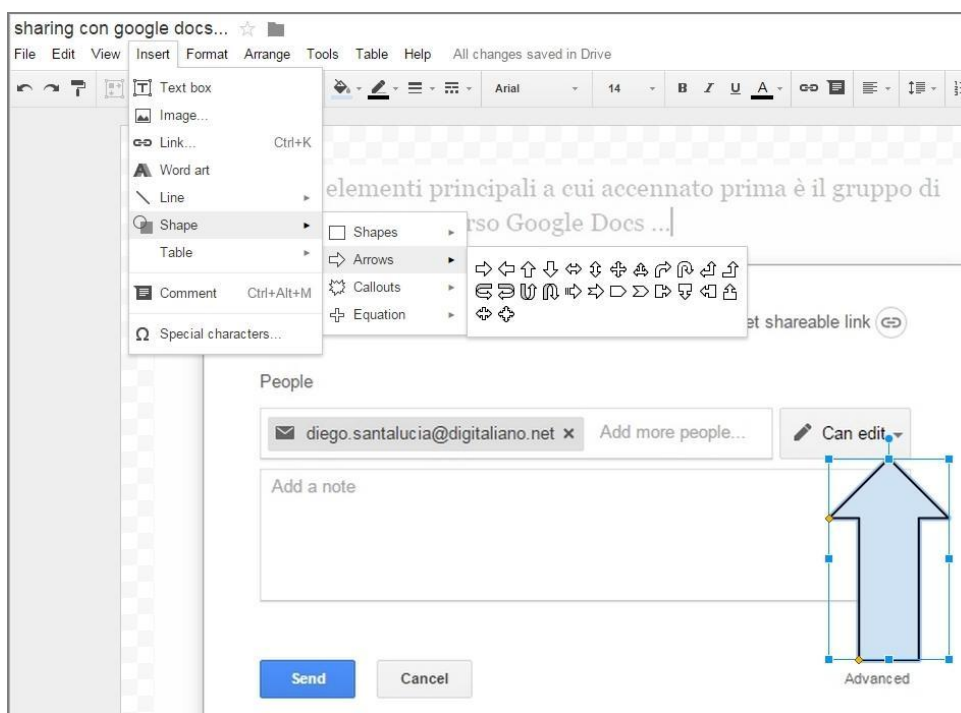 sharing con google docs...
File Edit View Insert Format Arrange Tools Table Help All changes saved in Drive
Arial 14 B I U A
Text box
Image...
Link... Ctrl+K
Word art
Line
Shape
Table
Comment Ctrl+Alt+M
Ω Special characters...
Shapes
Arrows
Callouts
Equation
elementi principali a cui accennato prima è il gruppo di
rso Google Docs ...
et shareable link
People
diego.santalucia@digitaliano.net × Add more people... Can edit
Add a note
Send Cancel Advanced